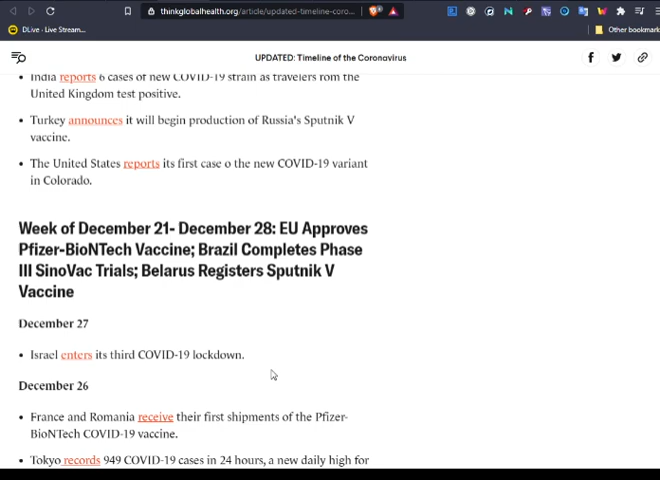 thinkglobalhealth.org/article/updated-timeline-coro...
DLive - Live Stream...
Other bookmark
UPDATED: Timeline of the Coronavirus
• India reports 6 cases of new COVID-19 strain as travelers rom the
United Kingdom test positive.
• Turkey announces it will begin production of Russia's Sputnik V
vaccine.
• The United States reports its first case o the new COVID-19 variant
in Colorado.
Week of December 21- December 28: EU Approves
Pfizer-BioNTech Vaccine; Brazil Completes Phase
III SinoVac Trials; Belarus Registers Sputnik V
Vaccine
December 27
• Israel enters its third COVID-19 lockdown.
December 26
• France and Romania receive their first shipments of the Pfizer-
BioNTech COVID-19 vaccine.
• Tokyo records 949 COVID-19 cases in 24 hours, a new daily high for